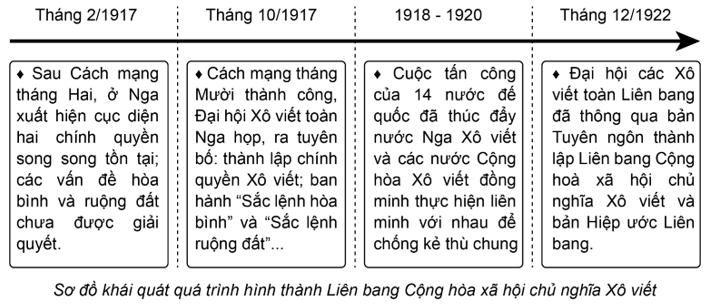 Tháng 2/1917
Tháng 10/1917
1918 - 1920
Tháng 12/1922
♦ Sau Cách mạng
tháng Hai, ở Nga
xuất hiện cục diện
hai chính quyền
song song tồn tại;
các vấn đề hòa
bình và ruộng đất
chưa được giải
quyết.
♦ Cách mạng tháng
Mười thành công,
Đại hội Xô viết toàn
Nga họp, ra tuyên
bố: thành lập chính
quyền Xô viết; ban
hành “Sắc lệnh hòa
bình” và “Sắc lệnh
ruộng đất”...
♦ Cuộc tấn công
của 14 nước đế
quốc đã thúc đẩy
nước Nga Xô viết
và các nước Cộng
hòa Xô viết đồng
minh thực hiện liên
minh với nhau để
chống kẻ thù chung
♦ Đại hội các Xô
viết toàn Liên bang
đã thông qua bản
Tuyên ngôn thành
lập Liên bang Cộng
hoà xã hội chủ
nghĩa Xô viết và
bản Hiệp ước Liên
bang.
Sơ đồ khái quát quá trình hình thành Liên bang Cộng hòa xã hội chủ nghĩa Xô viết